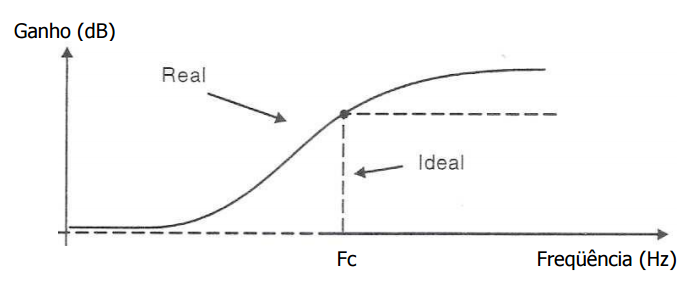 Ganho (dB)
Real
Ideal
Fc
Freqüência (Hz)